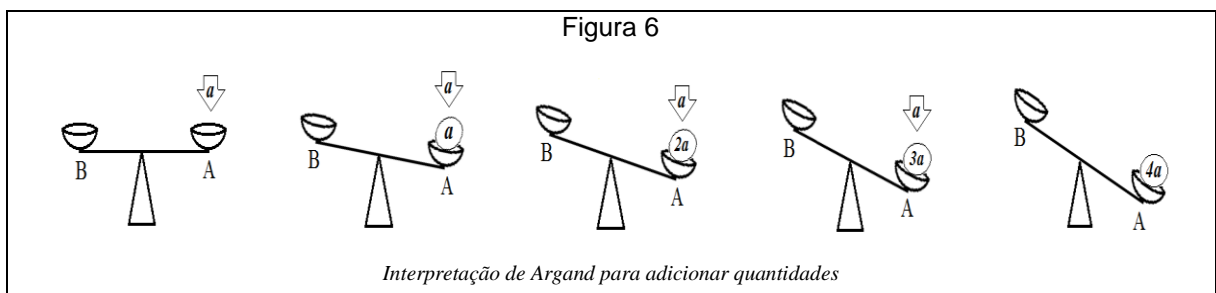 Figura 6
a a a a
a 2a 3a 4a
B A B A B A B A B A
Interpretação de Argand para adicionar quantidades